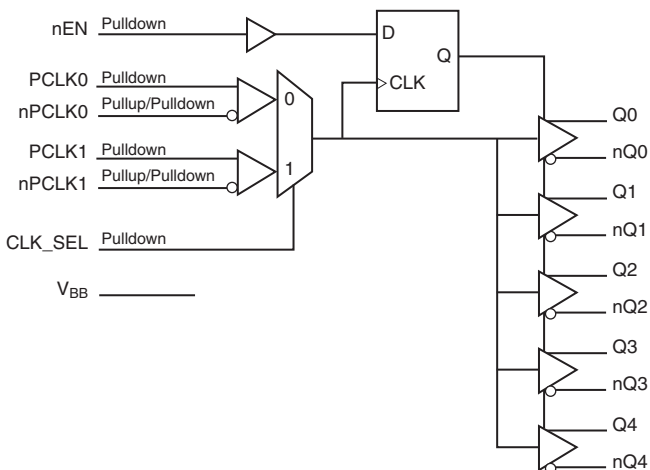 nEN Pulldown
D
Q
CLK
PCLK0 Pulldown
nPCLK0 Pullup/Pulldown
0
PCLK1 Pulldown
nPCLK1 Pullup/Pulldown
1
CLK_SEL Pulldown
VBB
Q0
nQ0
Q1
nQ1
Q2
nQ2
Q3
nQ3
Q4
nQ4